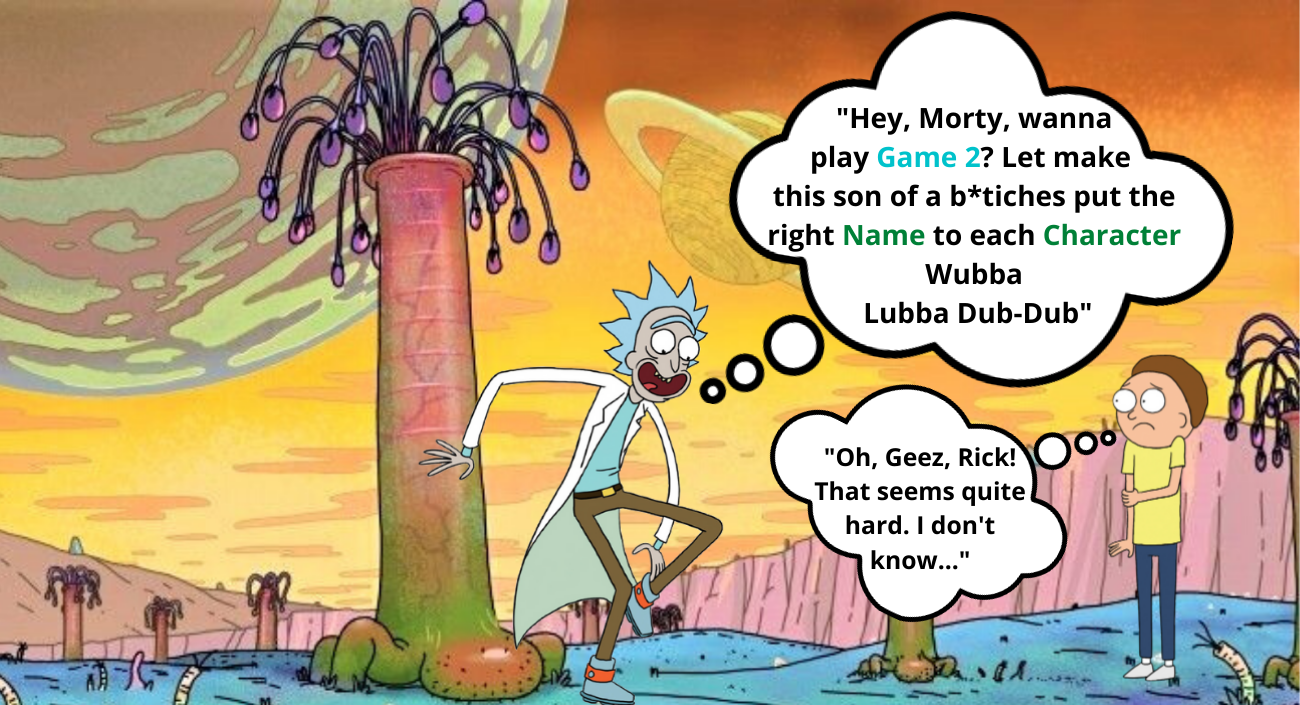 "Hey, Morty, wanna
play Game 2? Let make
this son of a b*tiches put the
right Name to each Character
Wubba
Lubba Dub-Dub"
"Oh, Geez, Rick!
That seems quite
hard. I don't
know..."